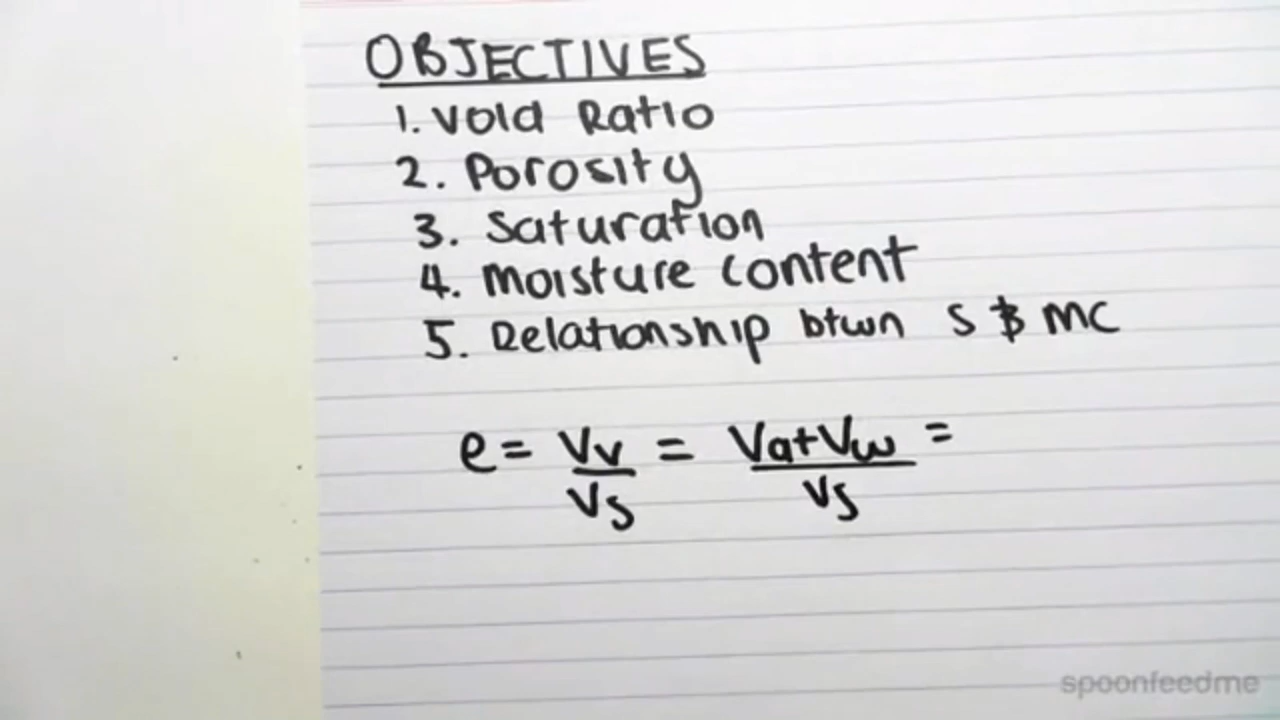 OBJECTIVES
1. Void Ratio
2. Porosity
3. Saturation
4. Moisture Content
5. Relationship btwn S & MC
e = Vv/Vs = Va+Vw/Vs =
spoonfeedme